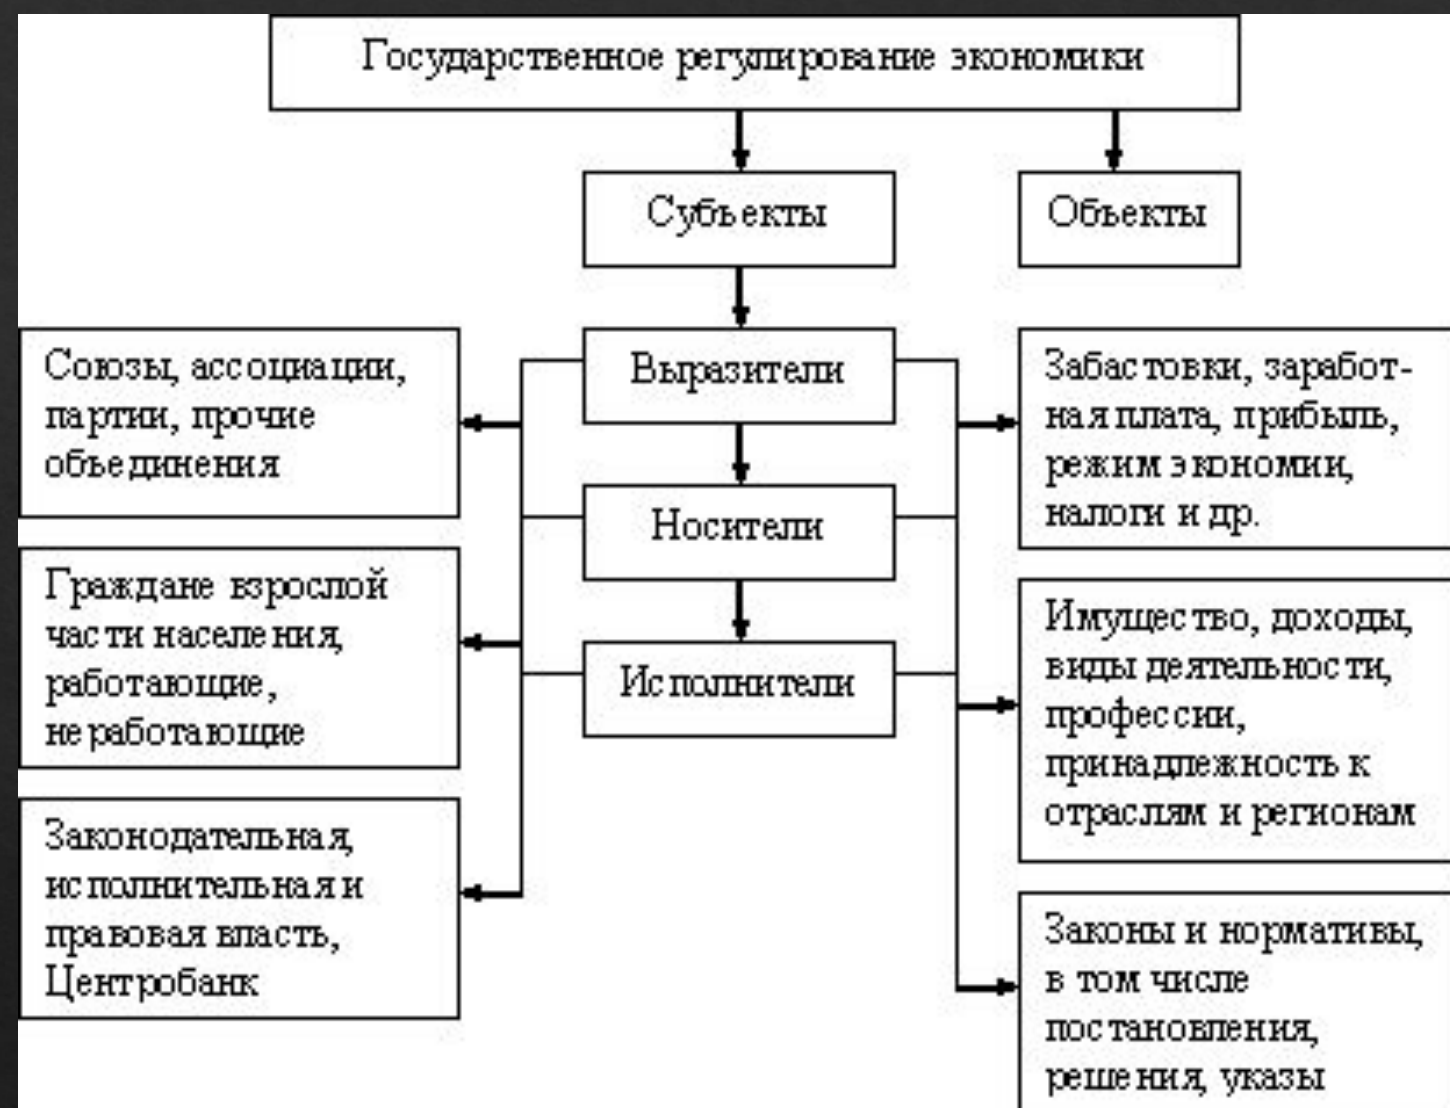 Государственное регулирование экономики
Субъекты
Объекты
Выразители
Носители
Исполнители
Союзы, ассоциации,
партии, прочие
объединения
Граждане взрослой
части населения,
работающие,
неработающие
Законодательная,
исполнительная и
правовая власть,
Центробанк
Забастовки, заработ-
ная плата, прибыль,
режим экономии,
налоги и др.
Имущество, доходы,
виды деятельности,
профессии,
принадлежность к
отраслям и регионам
Законы и нормативы,
в том числе
постановления,
решения, указы